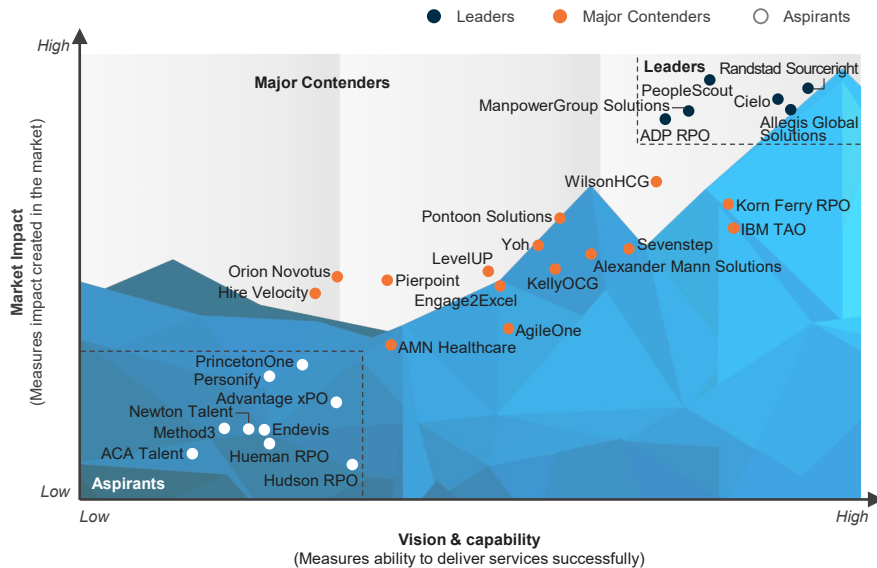 Leaders
Major Contenders
Aspirants
High
Leaders
Randstad Sourceright
Major Contenders
PeopleScout
Cielo
ManpowerGroup Solutions
Allegis Global
Solutions
ADP RPO
WilsonHCG
Korn Ferry RPO
Pontoon Solutions
IBM TAO
Yoh
Sevenstep
LevelUP
Alexander Mann Solutions
Orion Novotus
Pierpoint
KellyOCG
Hire Velocity
Engage2Excel
AgileOne
AMN Healthcare
PrincetonOne
Personify
Advantage xPO
Newton Talent
Method3
Endevis
ACA Talent
Hueman RPO
Hudson RPO
Aspirants
Market Impact
(Measures impact created in the market)
Low
Low
High
Vision & capability
(Measures ability to deliver services successfully)